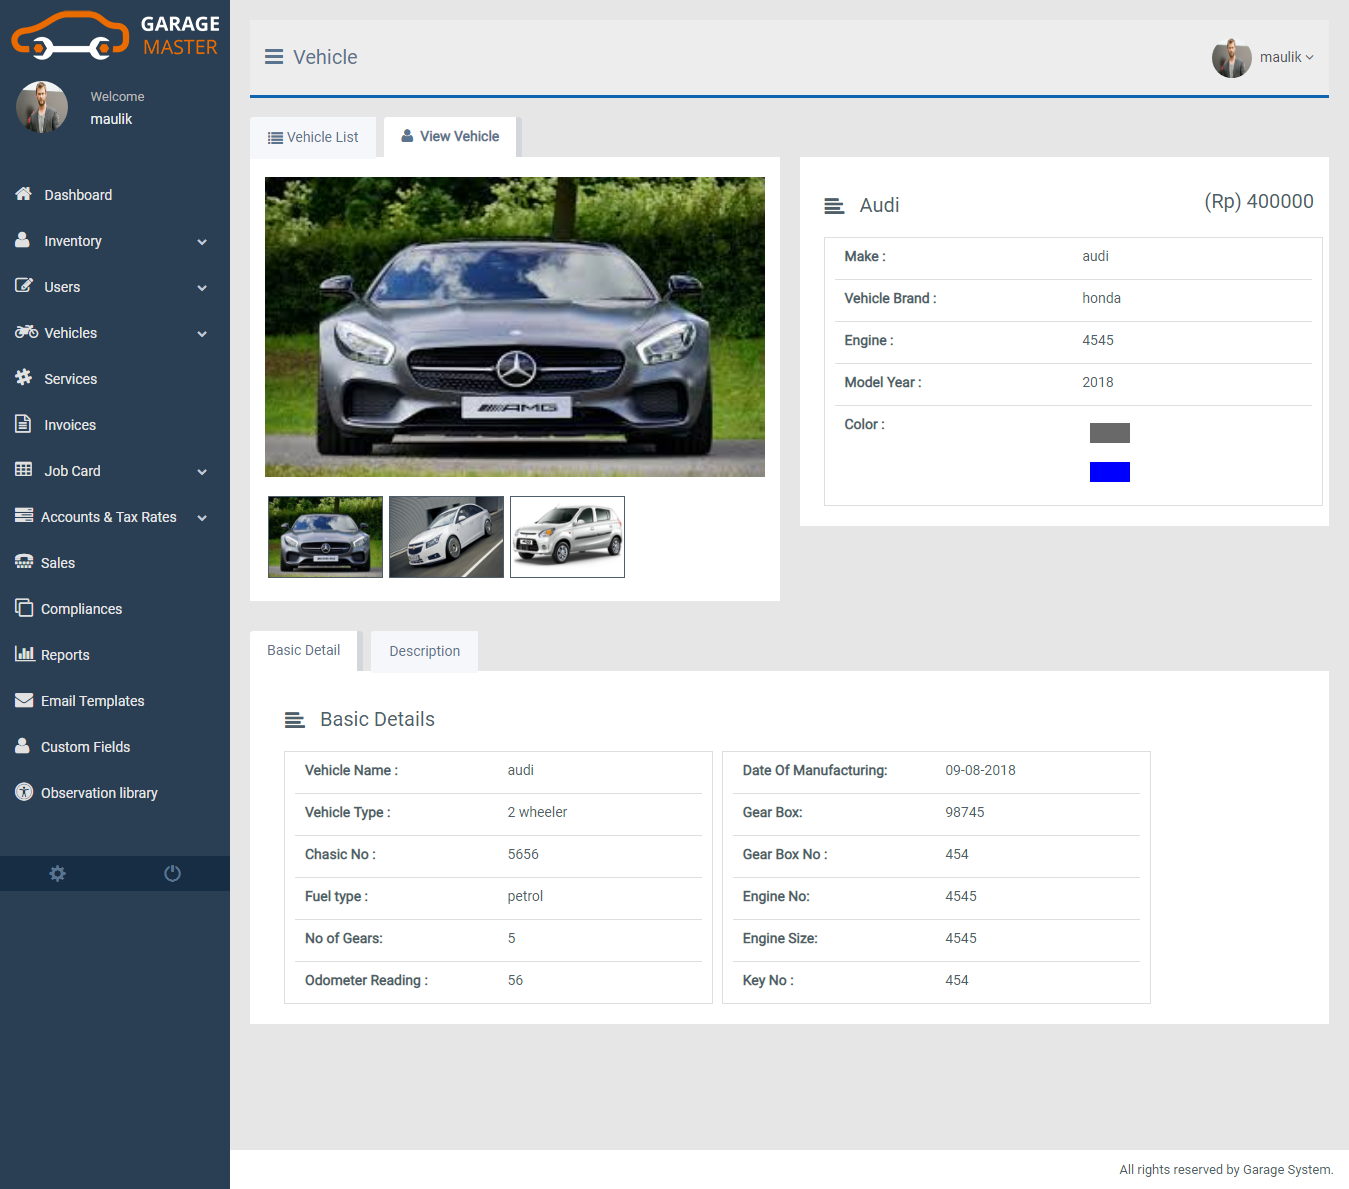 GARAGE
MASTER
Welcome
maulik
Dashboard
Inventory
Users
Vehicles
Services
Invoices
Job Card
Accounts & Tax Rates
Sales
Compliances
Reports
Email Templates
Custom Fields
Observation library
Vehicle
maulik
Vehicle List
View Vehicle
AMG
Audi
(Rp) 400000
Make : audi
Vehicle Brand : honda
Engine : 4545
Model Year : 2018
Color :
Basic Detail
Description
Basic Details
Vehicle Name : audi
Vehicle Type : 2 wheeler
Chasic No : 5656
Fuel type : petrol
No of Gears: 5
Odometer Reading : 56
Date Of Manufacturing: 09-08-2018
Gear Box: 98745
Gear Box No : 454
Engine No: 4545
Engine Size: 4545
Key No : 454
All rights reserved by Garage System.